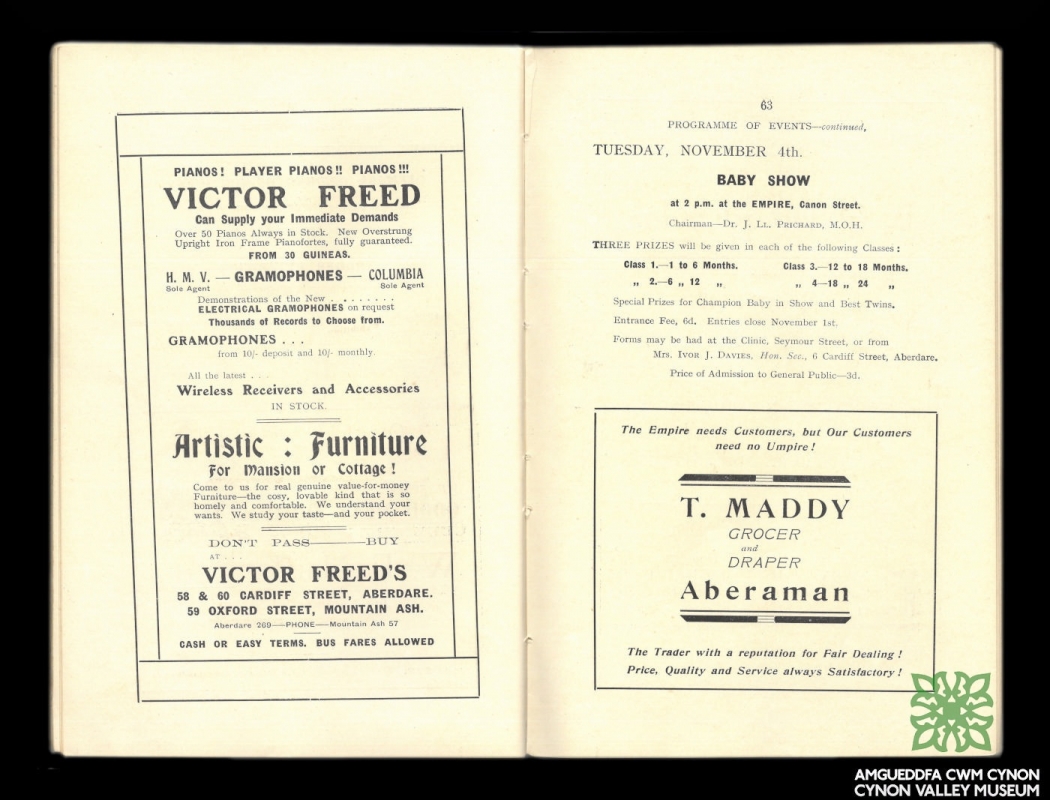 PIANOS! PLAYER PIANOS!! PIANOS!!!
VICTOR FREED
Can Supply your Immediate Demands
Over 50 Pianos Always in Stock. New Overstrung
Upright Iron Frame Pianofortes, fully guaranteed.
FROM 30 GUINEAS.
H. M. V. — GRAMOPHONES — COLUMBIA
Sole Agent Sole Agent
Demonstrations of the New . . . . . . . .
ELECTRICAL GRAMOPHONES on request
Thousands of Records to Choose from.
GRAMOPHONES . . .
from 10/- deposit and 10/- monthly.
All the latest . . .
Wireless Receivers and Accessories
IN STOCK.
Artistic : Furniture
For Mansion or Cottage!
Come to us for real genuine value-for-money
Furniture—the cosy, lovable kind that is so
homely and comfortable. We understand your
wants. We study your taste—and your pocket.
DON'T PASS———BUY
AT . . .
VICTOR FREED'S
58 & 60 CARDIFF STREET, ABERDARE.
59 OXFORD STREET, MOUNTAIN ASH.
Aberdare 269—PHONE—Mountain Ash 57
CASH OR EASY TERMS. BUS FARES ALLOWED
63
PROGRAMME OF EVENTS—continued.
TUESDAY, NOVEMBER 4th.
BABY SHOW
at 2 p.m. at the EMPIRE, Canon Street.
Chairman—Dr. J. LL. PRICHARD, M.O.H.
THREE PRIZES will be given in each of the following Classes:
Class 1.—1 to 6 Months. Class 3.—12 to 18 Months.
„ 2.—6 „ 12 „ „ 4—18 „ 24 „
Special Prizes for Champion Baby in Show and Best Twins.
Entrance Fee, 6d. Entries close November 1st.
Forms may be had at the Clinic, Seymour Street, or from
Mrs. IVOR J. DAVIES, Hon. Sec., 6 Cardiff Street, Aberdare.
Price of Admission to General Public—3d.
The Empire needs Customers, but Our Customers
need no Umpire!
T. MADDY
GROCER
and
DRAPER
Aberaman
The Trader with a reputation for Fair Dealing!
Price, Quality and Service always Satisfactory!
AMGUEDDFA CWM CYNON
CYNON VALLEY MUSEUM